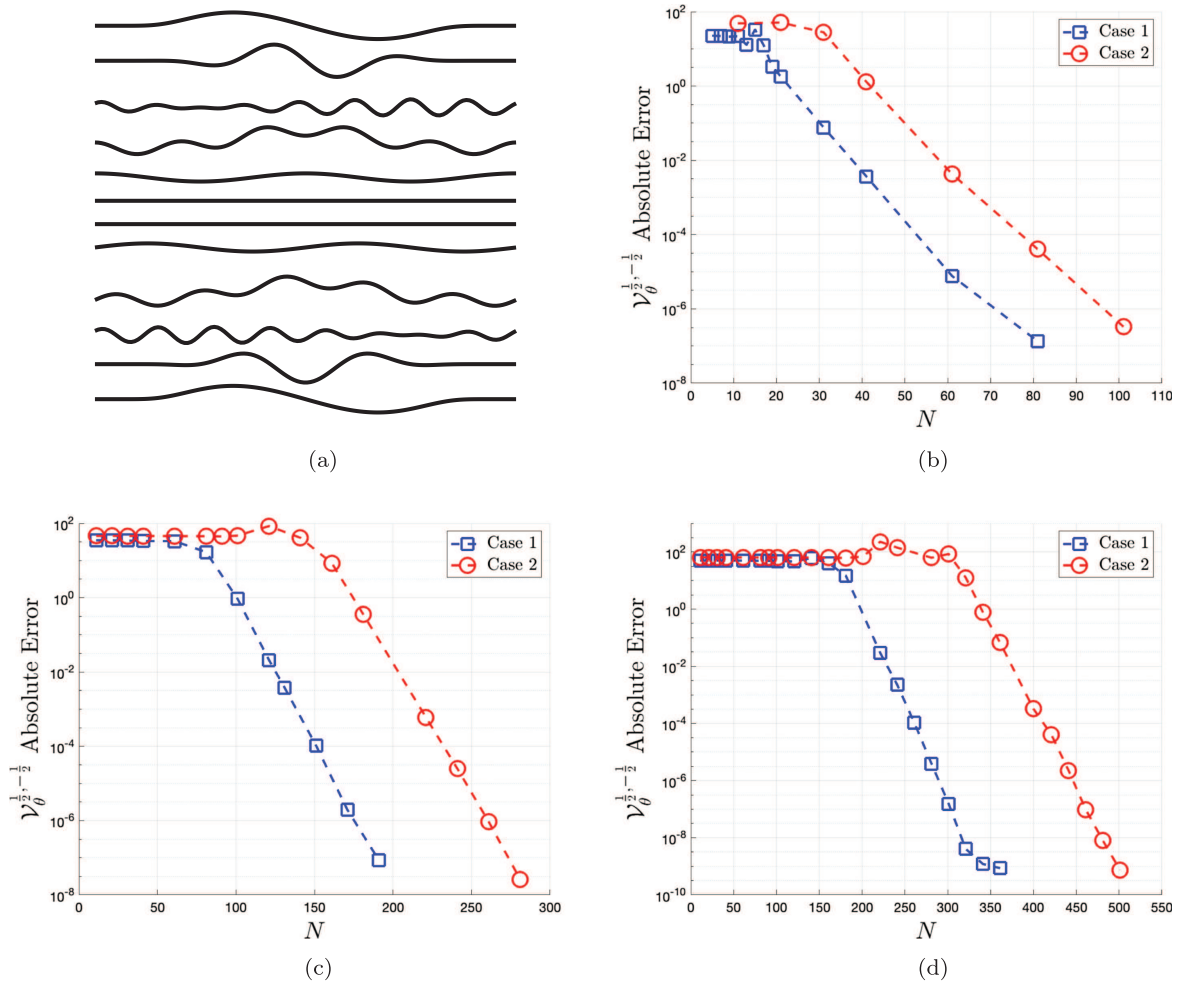 (a)
10^2
10^0
10^-2
10^-4
10^-6
10^-8
𝒱_θ^{1/2,-1/2} Absolute Error
0 10 20 30 40 50 60 70 80 90 100 110
N
Case 1
Case 2
(b)
10^2
10^0
10^-2
10^-4
10^-6
10^-8
𝒱_θ^{1/2,-1/2} Absolute Error
0 50 100 150 200 250 300
N
Case 1
Case 2
(c)
10^2
10^0
10^-2
10^-4
10^-6
10^-8
10^-10
𝒱_θ^{1/2,-1/2} Absolute Error
0 50 100 150 200 250 300 350 400 450 500 550
N
Case 1
Case 2
(d)